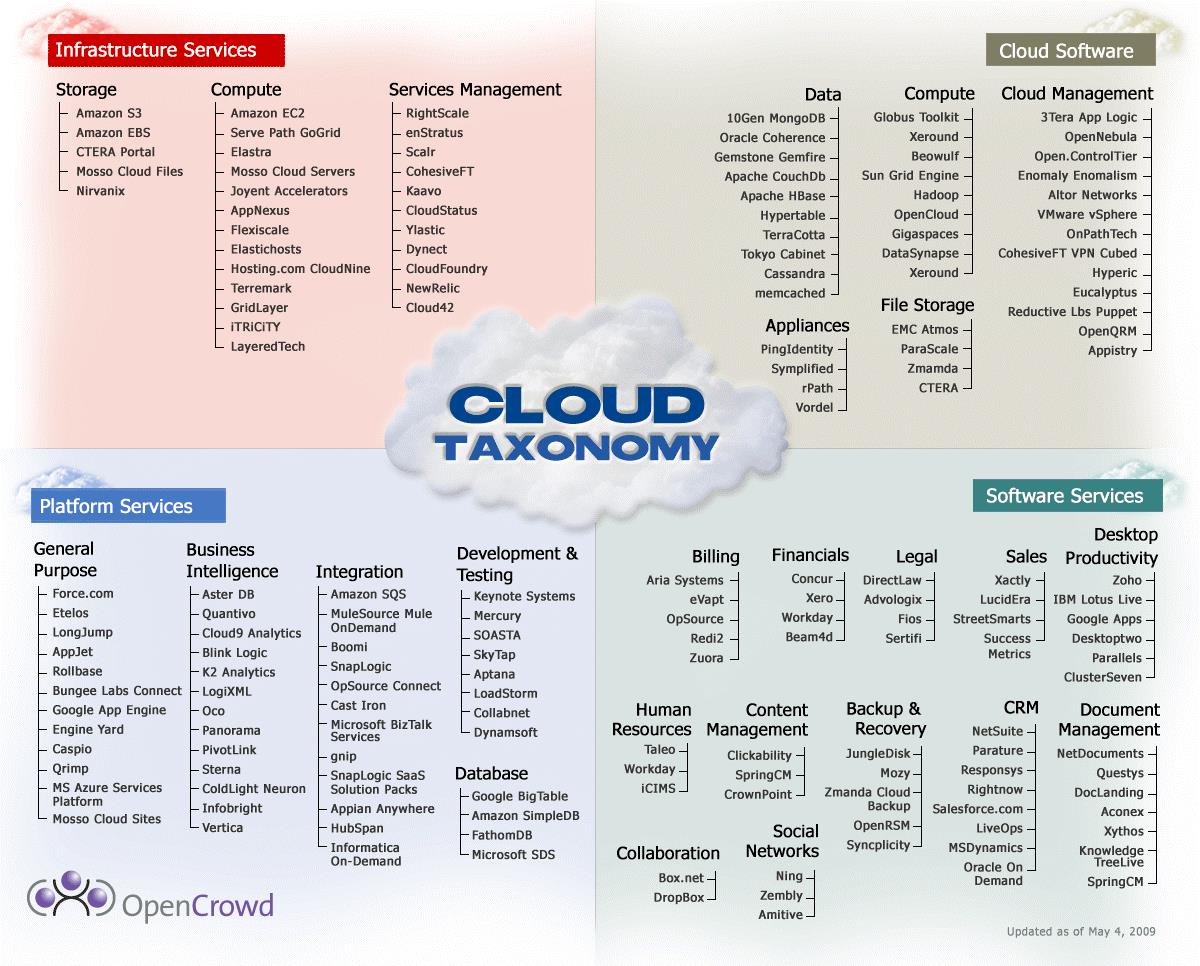 Infrastructure Services
Storage
Amazon S3
Amazon EBS
CTERA Portal
Mosso Cloud Files
Nirvanix
Compute
Amazon EC2
Serve Path GoGrid
Elastra
Mosso Cloud Servers
Joyent Accelerators
AppNexus
Flexiscale
Elastichosts
Hosting.com CloudNine
Terremark
GridLayer
iTRiCiTY
LayeredTech
Services Management
RightScale
enStratus
Scalr
CohesiveFT
Kaavo
CloudStatus
Ylastic
Dynect
CloudFoundry
NewRelic
Cloud42
Cloud Software
Data
10Gen MongoDB
Oracle Coherence
Gemstone Gemfire
Apache CouchDb
Apache HBase
Hypertable
TerraCotta
Tokyo Cabinet
Cassandra
memcached
Appliances
PingIdentity
Symplified
rPath
Vordel
Compute
Globus Toolkit
Xeround
Beowulf
Sun Grid Engine
Hadoop
OpenCloud
Gigaspaces
DataSynapse
Xeround
File Storage
EMC Atmos
ParaScale
Zmamda
CTERA
Cloud Management
3Tera App Logic
OpenNebula
Open.ControlTier
Enomaly Enomalism
Altor Networks
VMware vSphere
OnPathTech
CohesiveFT VPN Cubed
Hyperic
Eucalyptus
Reductive Lbs Puppet
OpenQRM
Appistry
CLOUD
TAXONOMY
Platform Services
General
Purpose
Force.com
Etelos
LongJump
AppJet
Rollbase
Bungee Labs Connect
Google App Engine
Engine Yard
Caspio
Qrimp
MS Azure Services
Platform
Mosso Cloud Sites
Business
Intelligence
Aster DB
Quantivo
Cloud9 Analytics
Blink Logic
K2 Analytics
LogiXML
Oco
Panorama
PivotLink
Sterna
ColdLight Neuron
Infobright
Vertica
Integration
Amazon SQS
MuleSource Mule
OnDemand
Boomi
SnapLogic
OpSource Connect
Cast Iron
Microsoft BizTalk
Services
gnip
SnapLogic SaaS
Solution Packs
Appian Anywhere
HubSpan
Informatica
On-Demand
Development &
Testing
Keynote Systems
Mercury
SOASTA
SkyTap
Aptana
LoadStorm
Collabnet
Dynamsoft
Database
Google BigTable
Amazon SimpleDB
FathomDB
Microsoft SDS
OpenCrowd
Software Services
Billing
Aria Systems
eVapt
OpSource
Redi2
Zuora
Financials
Concur
Xero
Workday
Beam4d
Legal
DirectLaw
Advologix
Fios
Sertifi
Sales
Xactly
LucidEra
StreetSmarts
Success
Metrics
Desktop
Productivity
Zoho
IBM Lotus Live
Google Apps
Desktoptwo
Parallels
ClusterSeven
Human
Resources
Taleo
Workday
iCIMS
Content
Management
Clickability
SpringCM
CrownPoint
Backup &
Recovery
JungleDisk
Mozy
Zmanda Cloud
Backup
OpenRSM
Syncplicity
CRM
NetSuite
Parature
Responsys
Rightnow
Salesforce.com
LiveOps
MSDynamics
Oracle On
Demand
Document
Management
NetDocuments
Questys
DocLanding
Aconex
Xythos
Knowledge
TreeLive
SpringCM
Collaboration
Box.net
DropBox
Social
Networks
Ning
Zembly
Amitive
Updated as of May 4, 2009